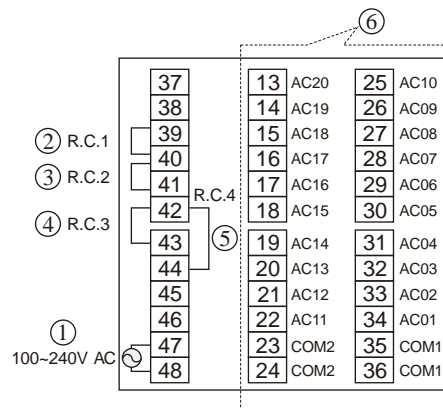 ⑥
37 13 AC20 25 AC10
38 14 AC19 26 AC09
② R.C.1 39 15 AC18 27 AC08
40 16 AC17 28 AC07
③ R.C.2 41 R.C.4 17 AC16 29 AC06
④ R.C.3 42 18 AC15 30 AC05
43 ⑤ 19 AC14 31 AC04
44 20 AC13 32 AC03
45 21 AC12 33 AC02
① 46 22 AC11 34 AC01
100~240V AC 47 23 COM2 35 COM1
48 24 COM2 36 COM1